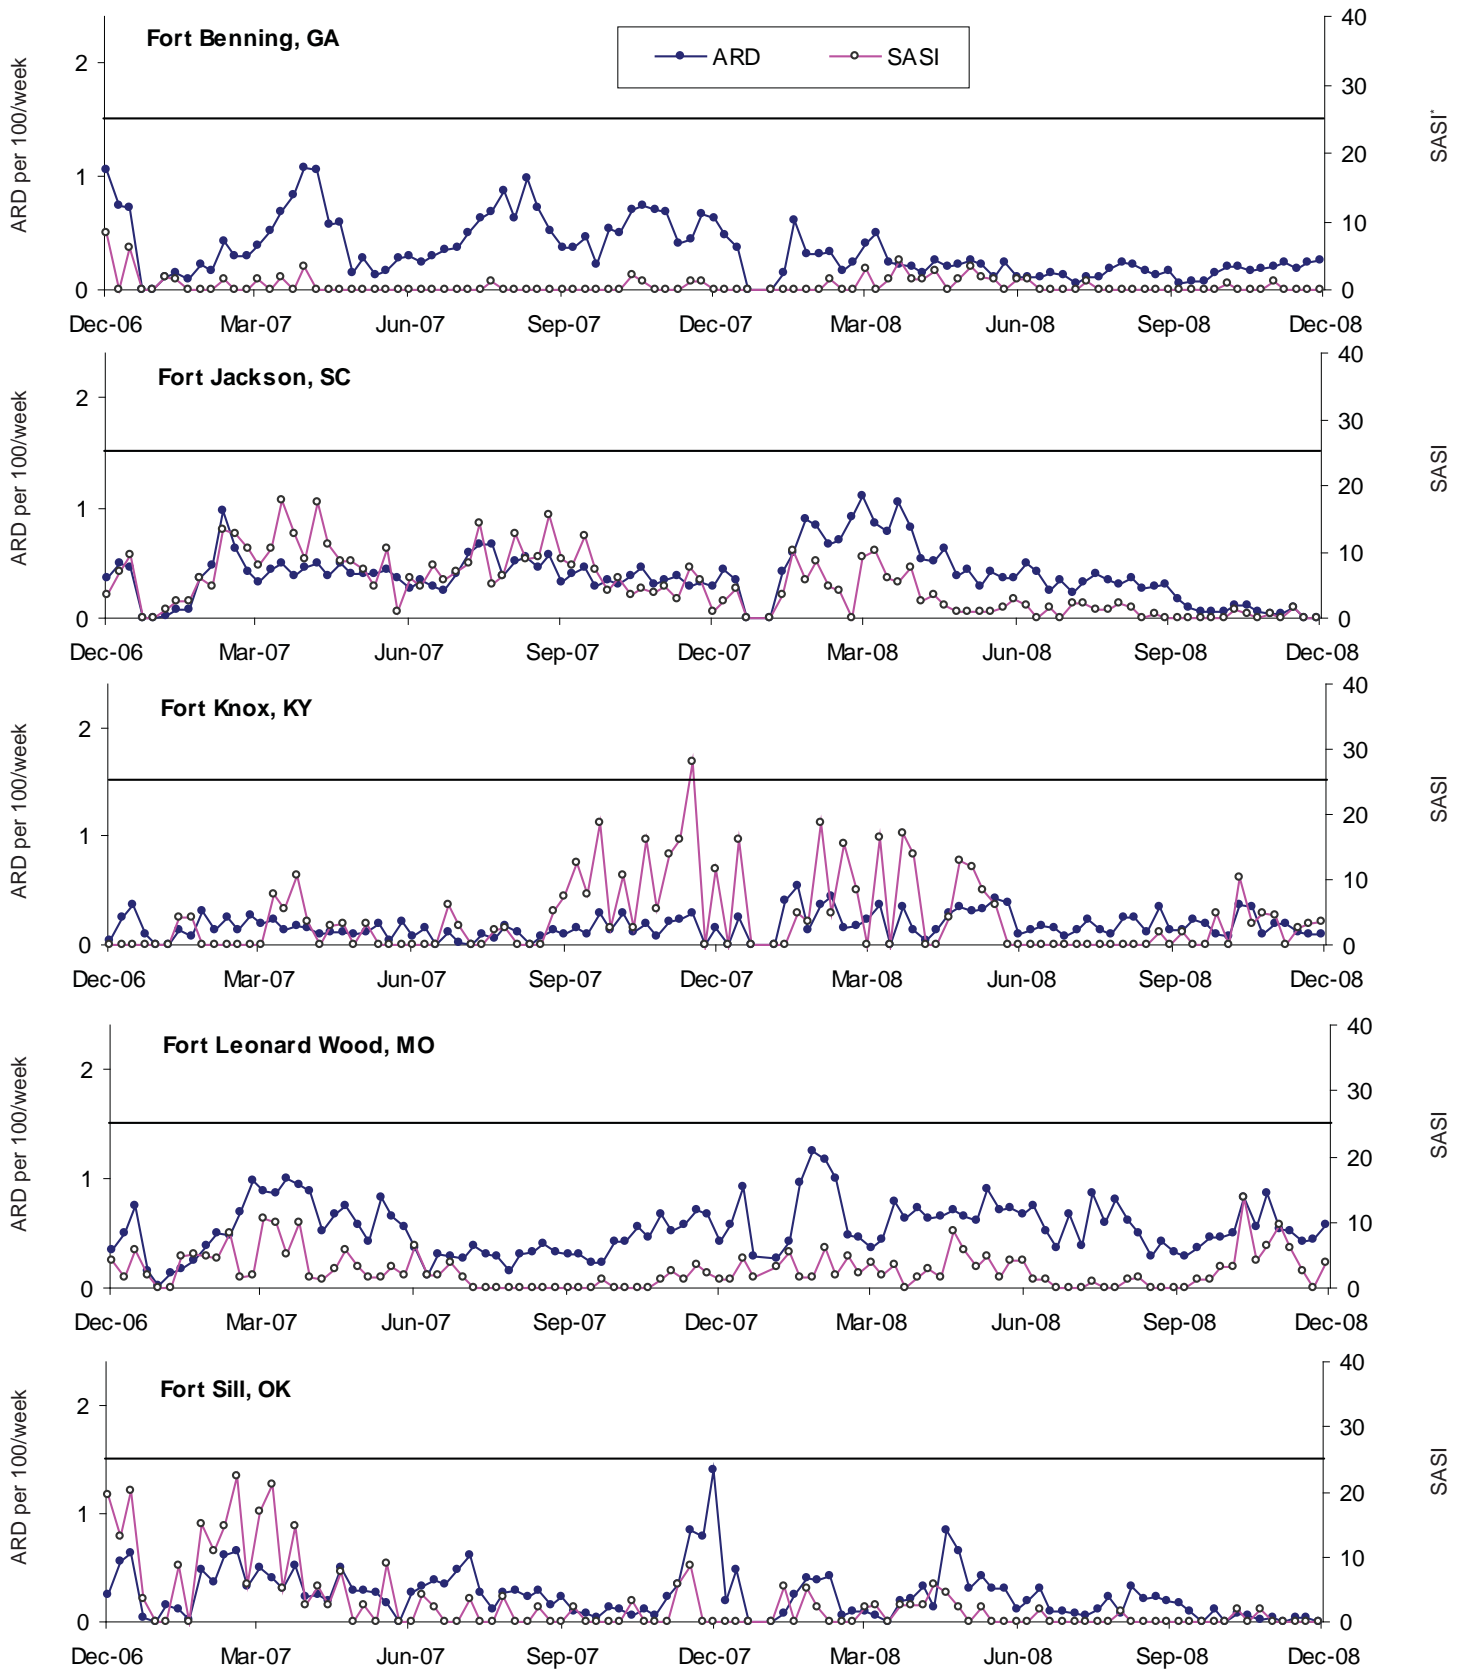 Fort Benning, GA
ARD
SASI
ARD per 100/week
2
1
0
40
30
20
10
0
SASI*
Dec-06 Mar-07 Jun-07 Sep-07 Dec-07 Mar-08 Jun-08 Sep-08 Dec-08
Fort Jackson, SC
ARD per 100/week
2
1
0
40
30
20
10
0
SASI
Dec-06 Mar-07 Jun-07 Sep-07 Dec-07 Mar-08 Jun-08 Sep-08 Dec-08
Fort Knox, KY
ARD per 100/week
2
1
0
40
30
20
10
0
SASI
Dec-06 Mar-07 Jun-07 Sep-07 Dec-07 Mar-08 Jun-08 Sep-08 Dec-08
Fort Leonard Wood, MO
ARD per 100/week
2
1
0
40
30
20
10
0
SASI
Dec-06 Mar-07 Jun-07 Sep-07 Dec-07 Mar-08 Jun-08 Sep-08 Dec-08
Fort Sill, OK
ARD per 100/week
2
1
0
40
30
20
10
0
SASI
Dec-06 Mar-07 Jun-07 Sep-07 Dec-07 Mar-08 Jun-08 Sep-08 Dec-08